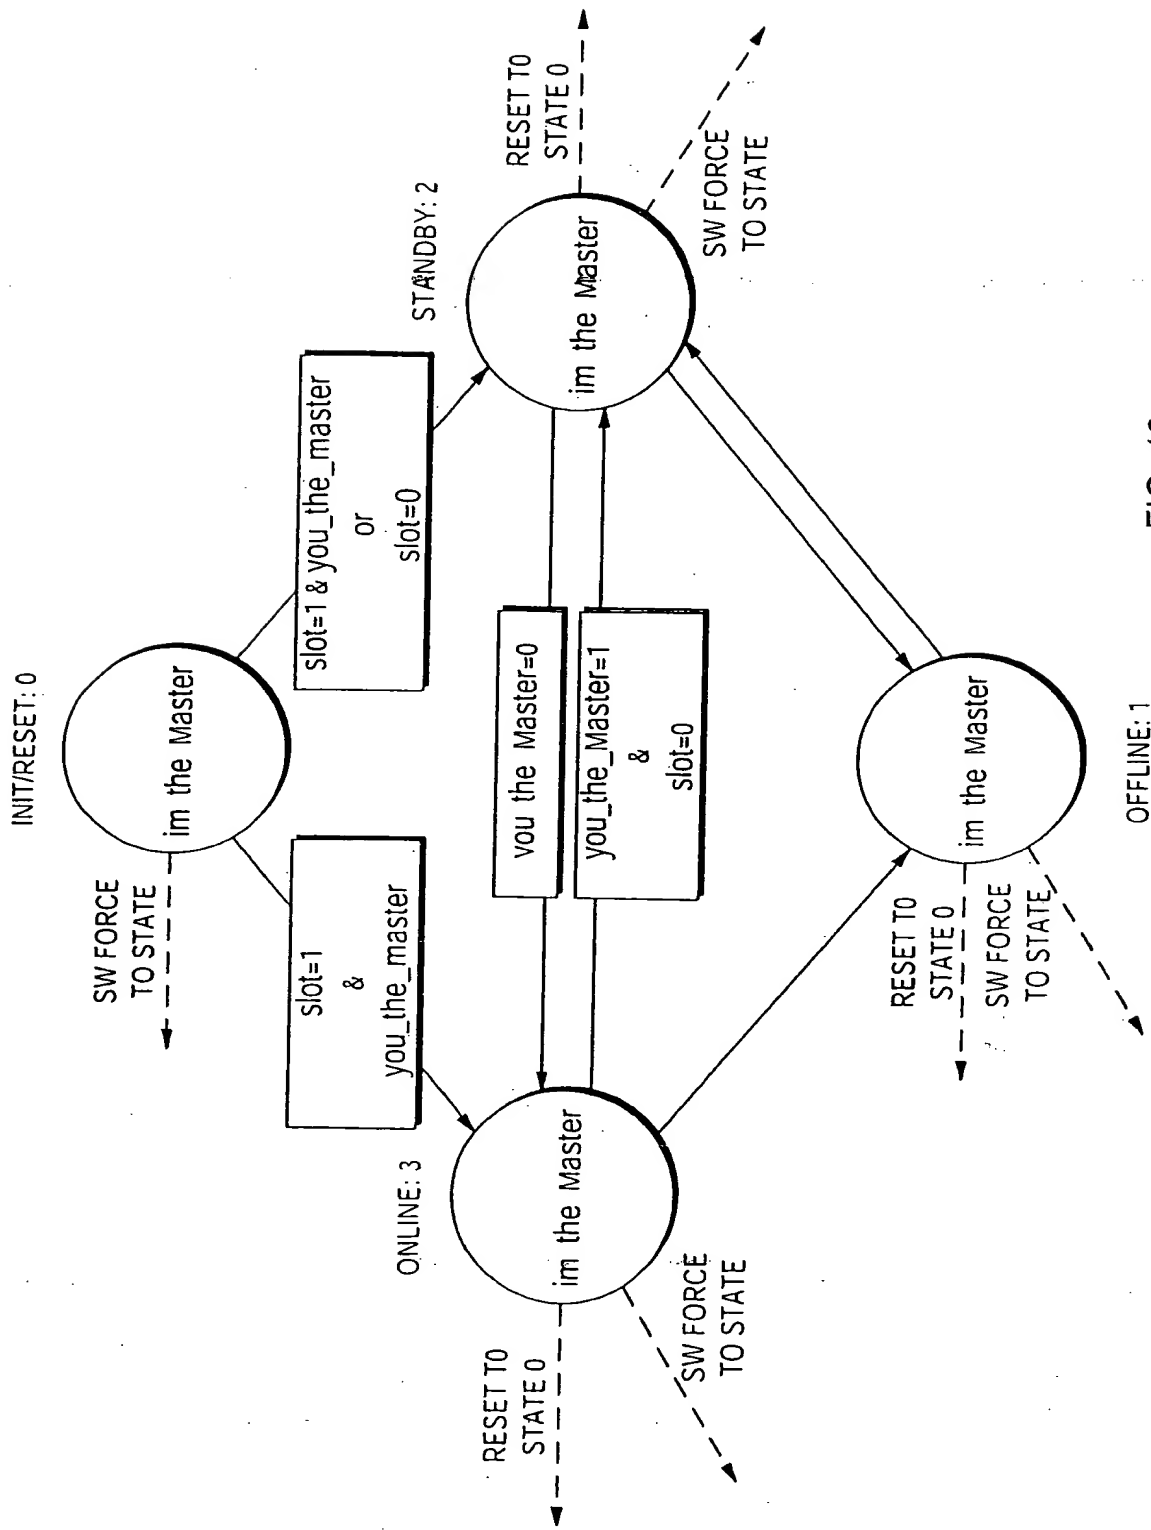 INIT/RESET: 0
im the Master
SW FORCE
TO STATE
slot=1
&
you_the_master
slot=1 & you_the_master
or
slot=0
ONLINE: 3
im the Master
RESET TO
STATE 0
SW FORCE
TO STATE
vou the Master=0
you_the_Master=1
&
slot=0
STANDBY: 2
im the Master
RESET TO
STATE 0
SW FORCE
TO STATE
im the Master
RESET TO
STATE 0
SW FORCE
TO STATE
OFFLINE: 1
FIG.